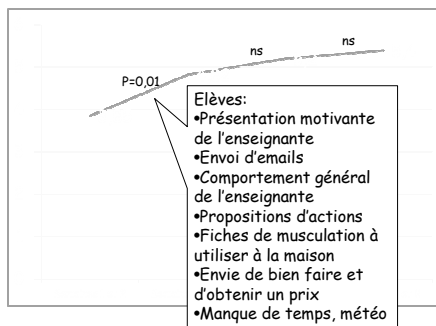 ns
ns
P=0,01
Elèves:
•Présentation motivante
de l’enseignante
•Envoi d’emails
•Comportement général
de l’enseignante
•Propositions d’actions
•Fiches de musculation à
utiliser à la maison
•Envie de bien faire et
d’obtenir un prix
•Manque de temps, météo